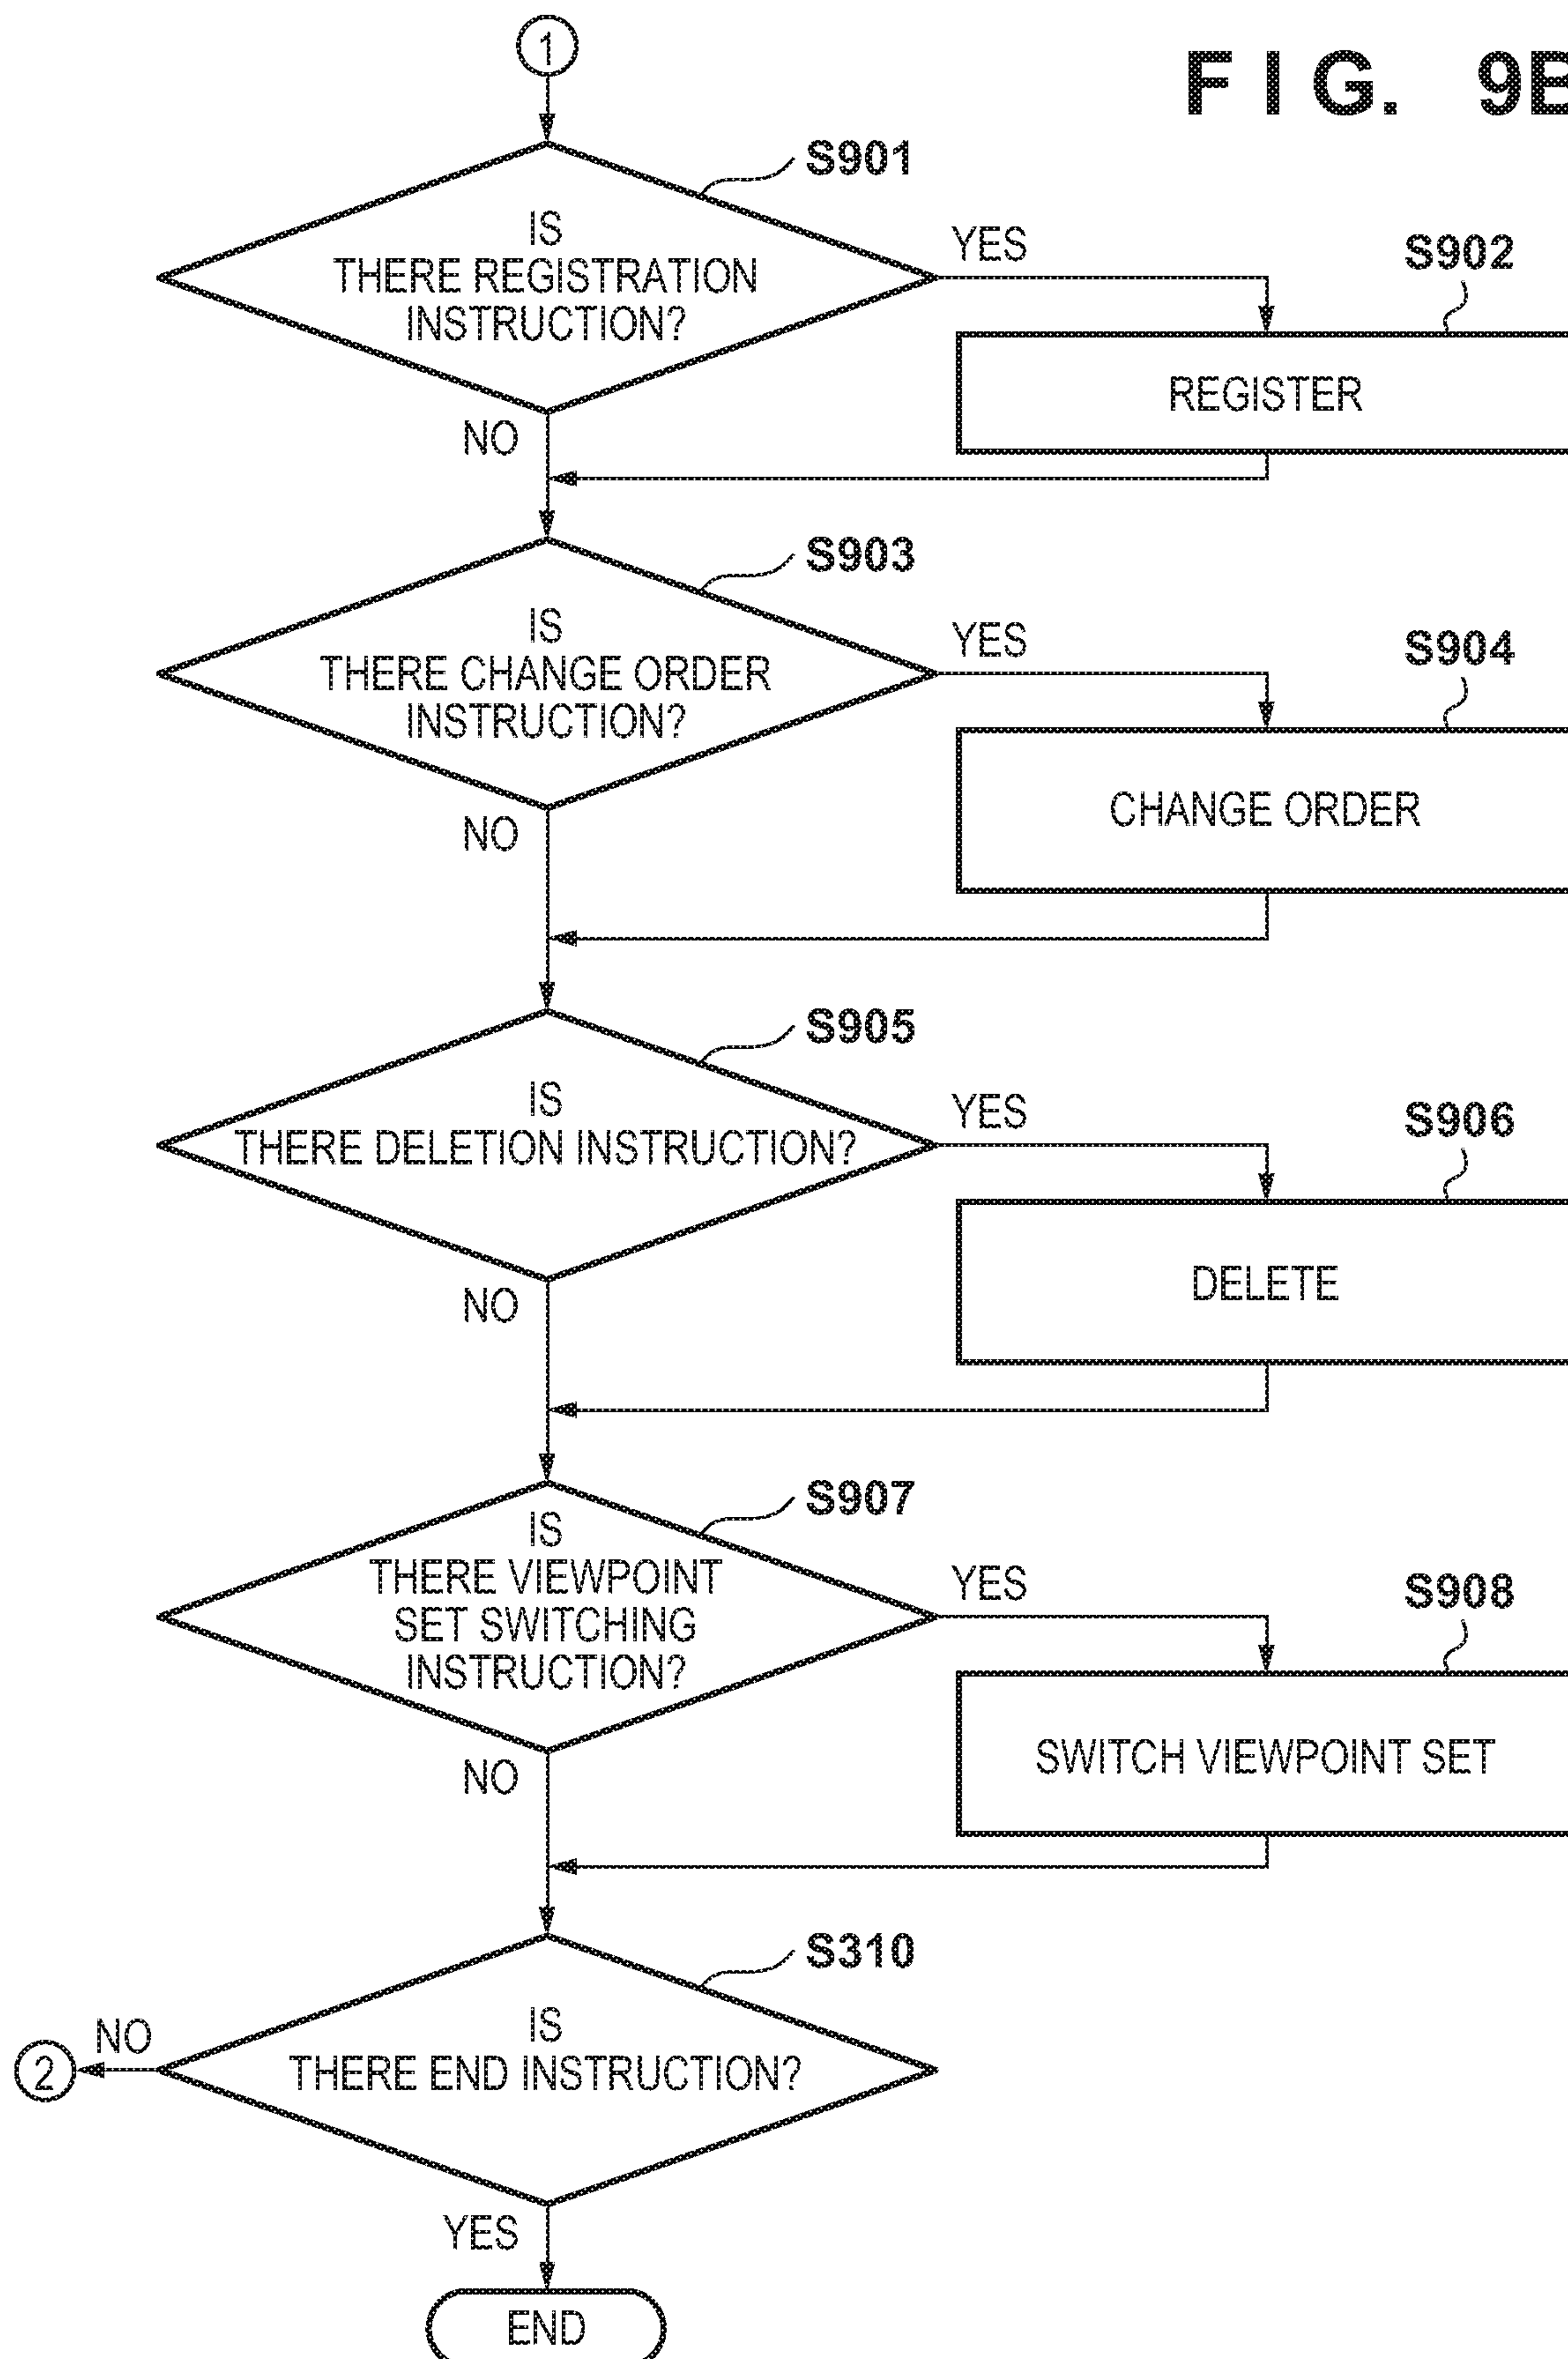 1
FIG. 9B
S901
IS
THERE REGISTRATION
INSTRUCTION?
YES
S902
REGISTER
NO
S903
IS
THERE CHANGE ORDER
INSTRUCTION?
YES
S904
CHANGE ORDER
NO
S905
IS
THERE DELETION INSTRUCTION?
YES
S906
DELETE
NO
S907
IS
THERE VIEWPOINT
SET SWITCHING
INSTRUCTION?
YES
S908
SWITCH VIEWPOINT SET
NO
S310
IS
THERE END INSTRUCTION?
NO
2
YES
END